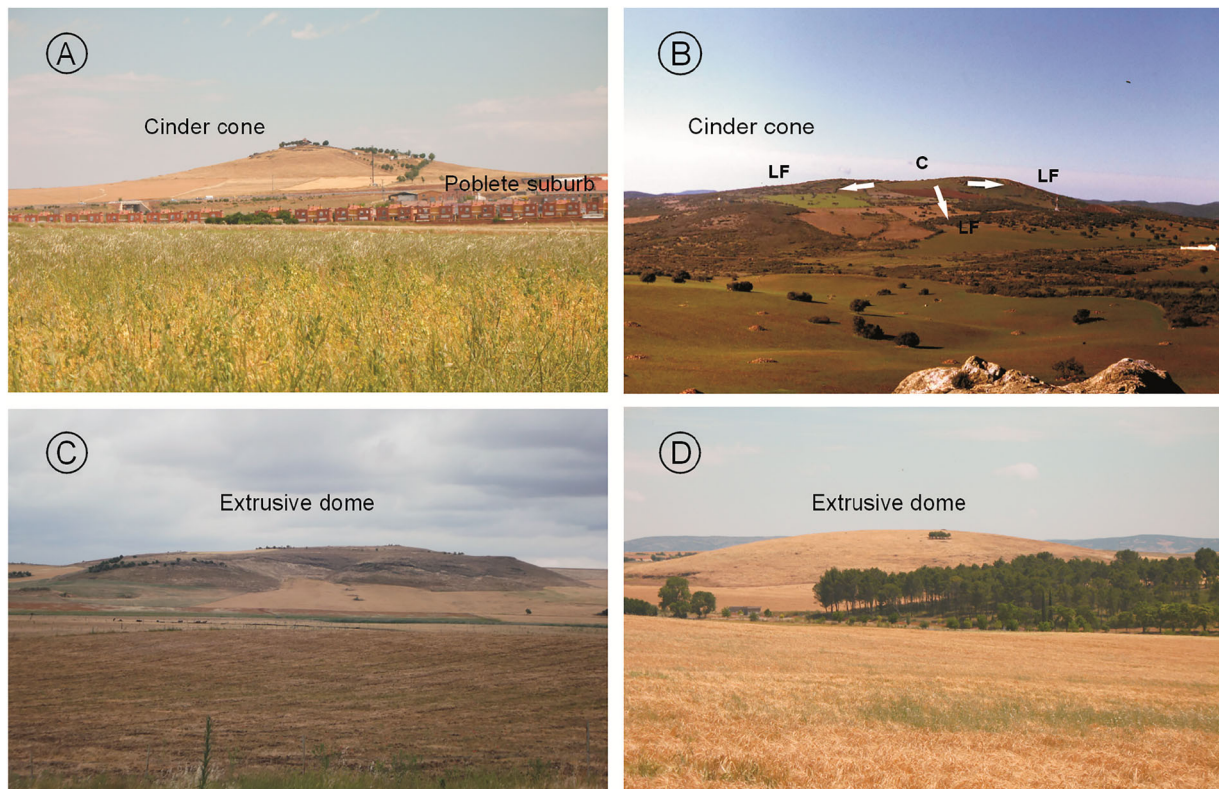 A
Cinder cone
Poblete suburb
B
Cinder cone
LF
C
LF
LF
C
Extrusive dome
D
Extrusive dome